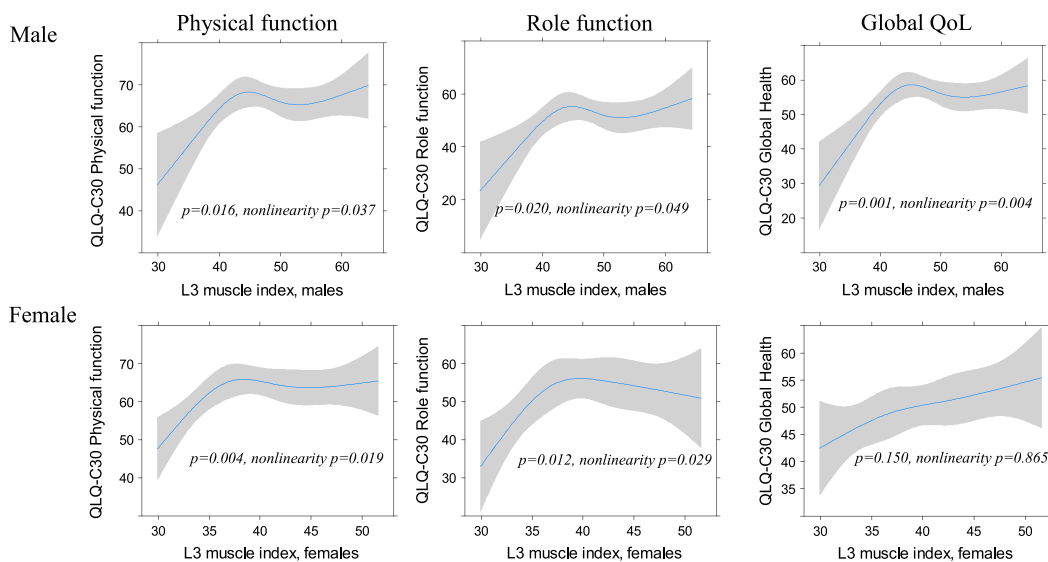 Physical function
Role function
Global QoL
Male
QLQ-C30 Physical function
70
60
50
40
p=0.016, nonlinearity p=0.037
30
40
50
60
L3 muscle index, males
QLQ-C30 Role function
80
60
40
20
p=0.020, nonlinearity p=0.049
30
40
50
60
L3 muscle index, males
QLQ-C30 Global Health
60
50
40
30
20
p=0.001, nonlinearity p=0.004
30
40
50
60
L3 muscle index, males
Female
QLQ-C30 Physical function
70
60
50
40
p=0.004, nonlinearity p=0.019
30
35
40
45
50
L3 muscle index, females
QLQ-C30 Role function
60
50
40
30
p=0.012, nonlinearity p=0.029
30
35
40
45
50
L3 muscle index, females
QLQ-C30 Global Health
60
55
50
45
40
35
p=0.150, nonlinearity p=0.865
30
35
40
45
50
L3 muscle index, females